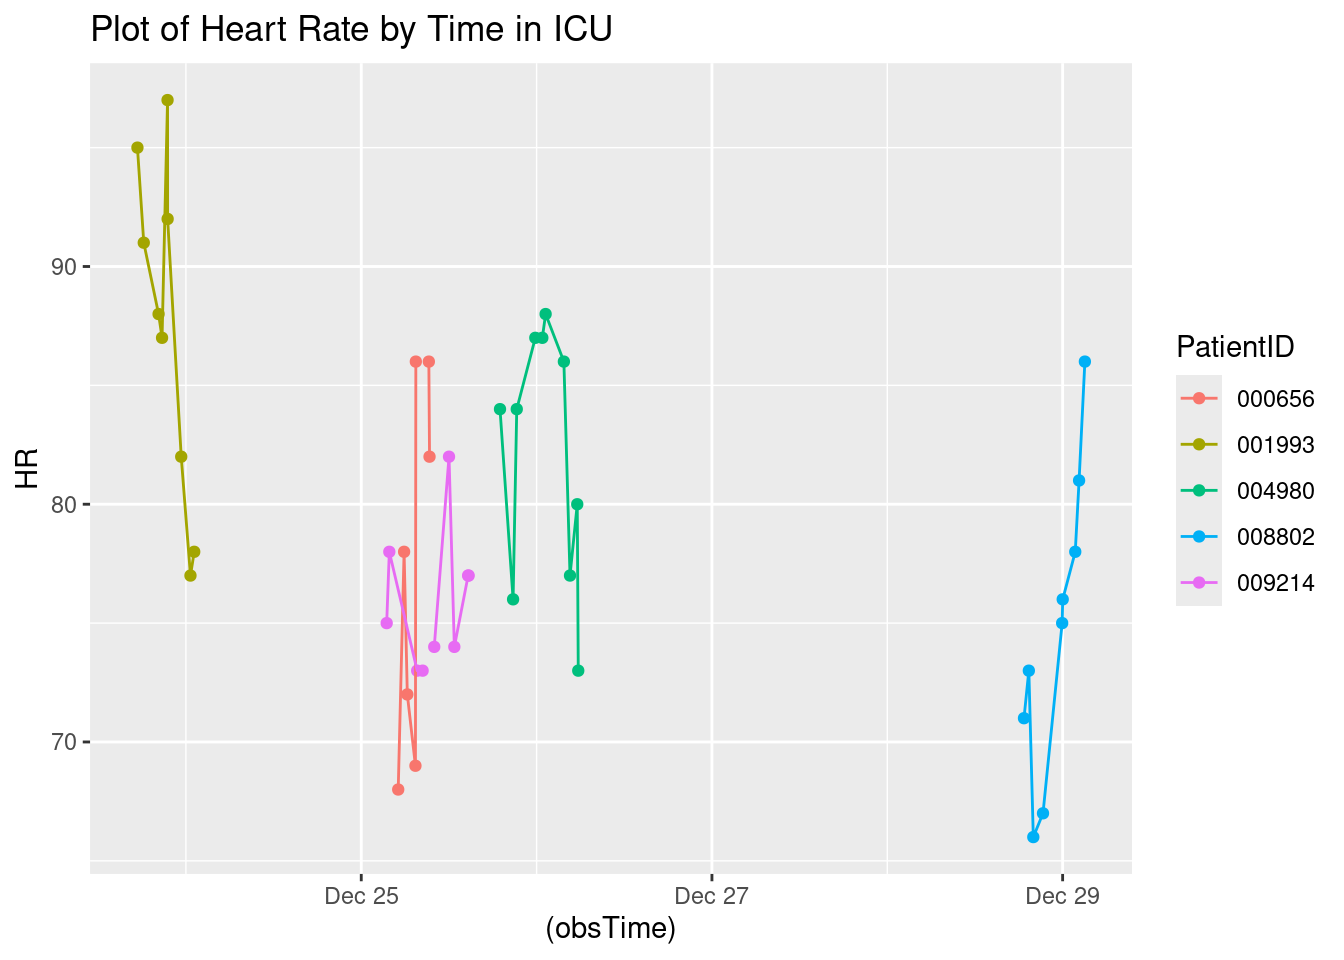 Plot of Heart Rate by Time in ICU
HR
90
80
70
Dec 25
Dec 27
Dec 29
(obsTime)
PatientID
000656
001993
004980
008802
009214